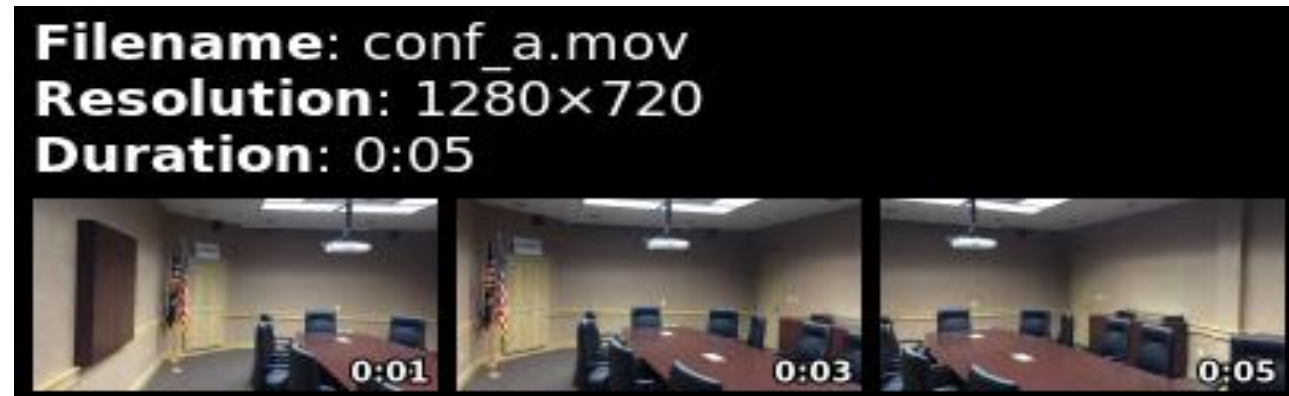 Filename: conf_a.mov
Resolution: 1280×720
Duration: 0:05
0:01
0:03
0:05